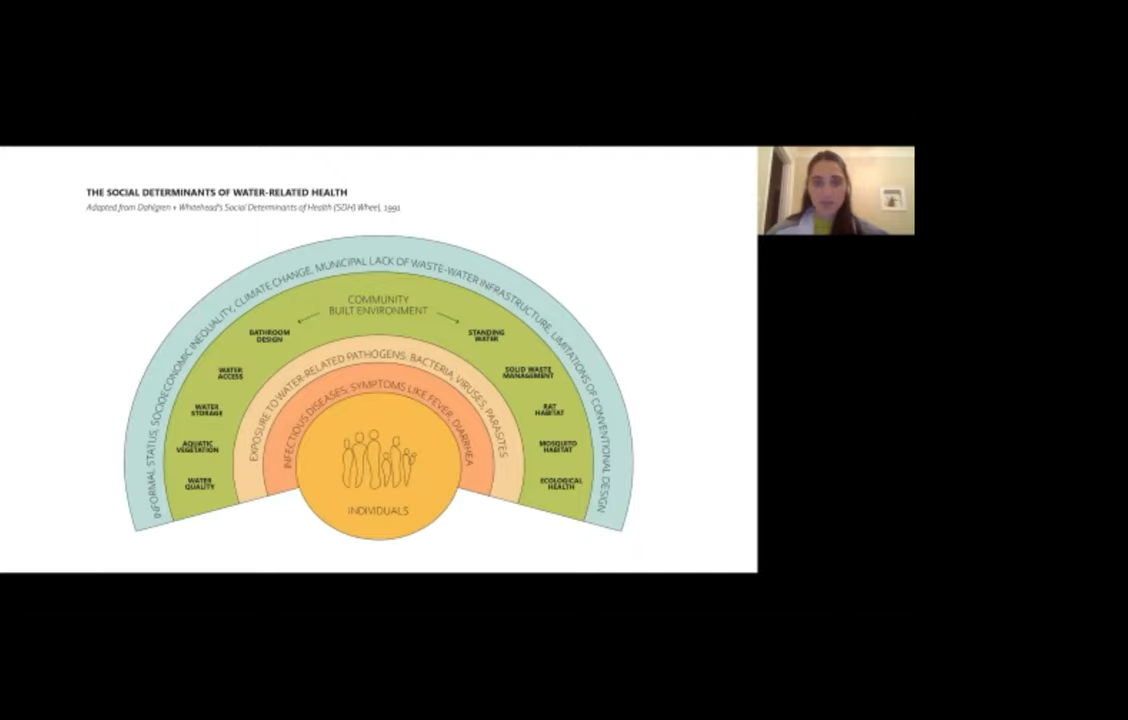 THE SOCIAL DETERMINANTS OF WATER-RELATED HEALTH
Adapted from Dahlgren + Whitehead's Social Determinants of Health (SDH) Wheel, 1991
INFORMAL STATUS, SOCIOECONOMIC INEQUALITY, CLIMATE CHANGE, MUNICIPAL LACK OF WASTE-WATER INFRASTRUCTURE, LIMITATIONS OF CONVENTIONAL DESIGN
COMMUNITY
BUILT ENVIRONMENT
BATHROOM
DESIGN
STANDING
WATER
WATER
ACCESS
SOLID WASTE
MANAGEMENT
WATER
STORAGE
RAT
HABITAT
AQUATIC
VEGETATION
MOSQUITO
HABITAT
WATER
QUALITY
ECOLOGICAL
HEALTH
EXPOSURE TO WATER-RELATED PATHOGENS: BACTERIA, VIRUSES, PARASITES
INFECTIOUS DISEASES, SYMPTOMS LIKE FEVER, DIARRHEA
INDIVIDUALS